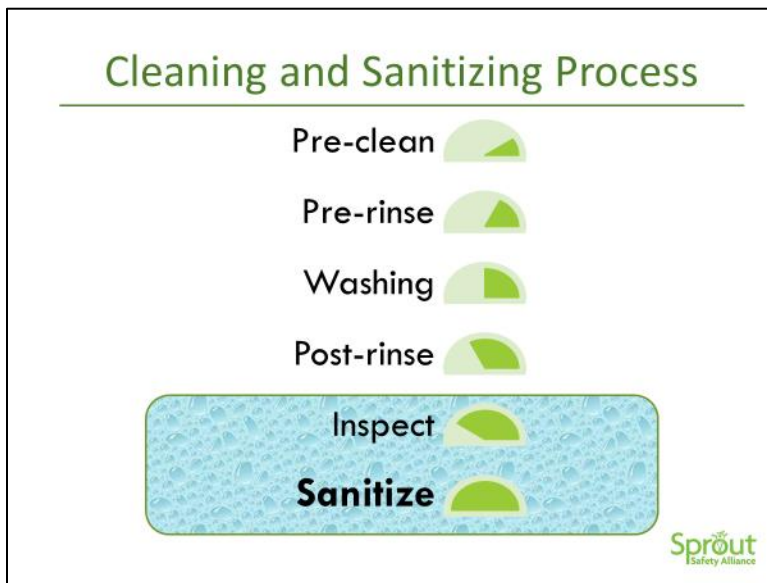 Cleaning and Sanitizing Process
Pre-clean
Pre-rinse
Washing
Post-rinse
Inspect
Sanitize
Sprout
Safety Alliance